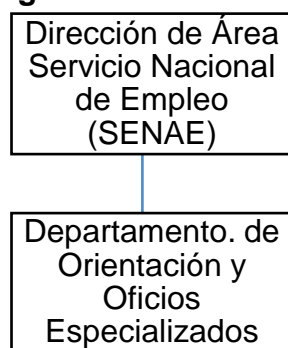 Dirección de Área
Servicio Nacional
de Empleo
(SENAE)
Departamento. de
Orientación y
Oficios
Especializados